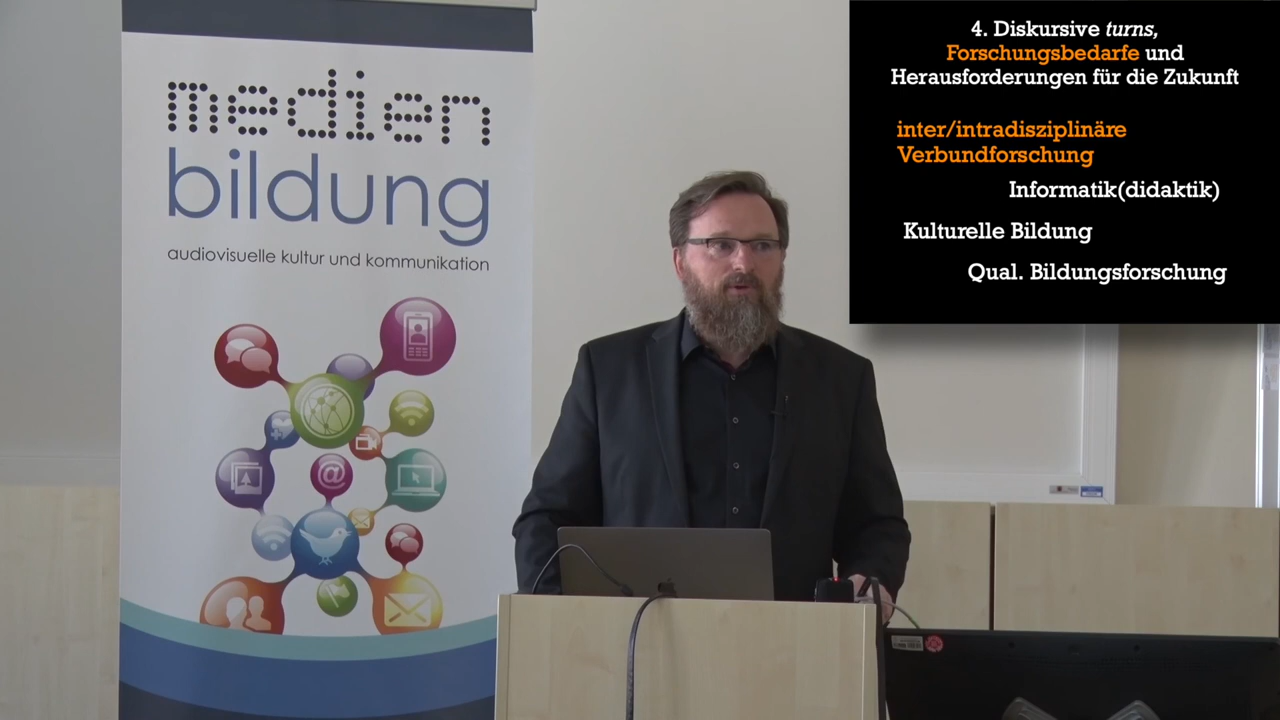 medien
bildung
audiovisuelle kultur und kommunikation
@
4. Diskursive turns,
Forschungsbedarfe und
Herausforderungen für die Zukunft
inter/intradisziplinäre
Verbundforschung
Informatik(didaktik)
Kulturelle Bildung
Qual. Bildungsforschung